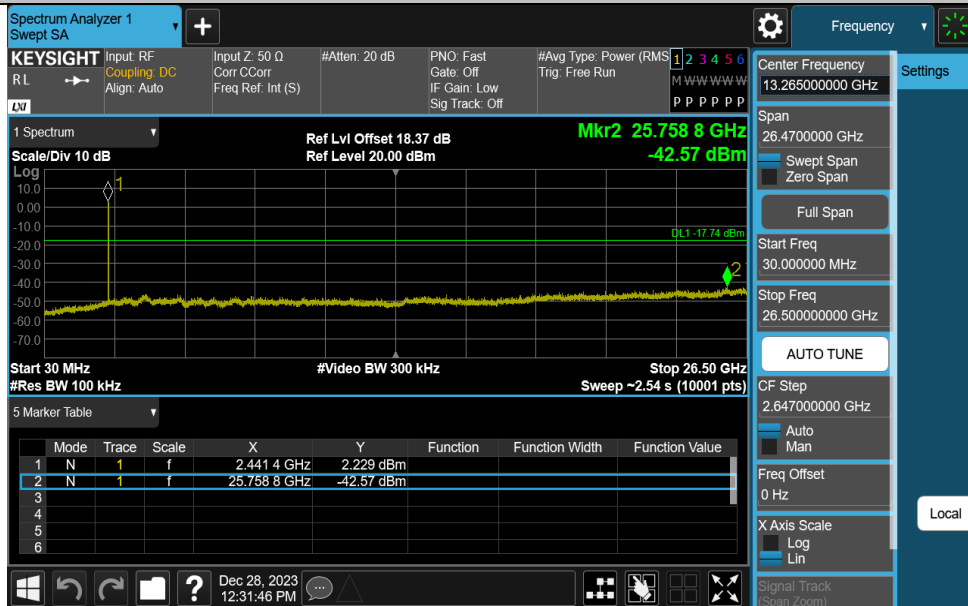 Spectrum Analyzer 1
Swept SA
+
Frequency
KEYSIGHT
RL
LXI
Input: RF
Coupling: DC
Align: Auto
Input Z: 50 Ω
Corr CCorr
Freq Ref: Int (S)
#Atten: 20 dB
PNO: Fast
Gate: Off
IF Gain: Low
Sig Track: Off
#Avg Type: Power (RMS
Trig: Free Run
1 2 3 4 5 6
M W W W W W
P P P P P P
1 Spectrum
Scale/Div 10 dB
Ref Lvl Offset 18.37 dB
Ref Level 20.00 dBm
Mkr2 25.758 8 GHz
-42.57 dBm
Log
10.0
0.00
-10.0
-20.0
-30.0
-40.0
-50.0
-60.0
-70.0
1
DL1 -17.74 dBm
2
Start 30 MHz
#Video BW 300 kHz
Stop 26.50 GHz
#Res BW 100 kHz
Sweep ~2.54 s (10001 pts)
5 Marker Table
Mode Trace Scale X Y Function Function Width Function Value
1 N 1 f 2.441 4 GHz 2.229 dBm
2 N 1 f 25.758 8 GHz -42.57 dBm
3
4
5
6
?
Dec 28, 2023
12:31:46 PM
Center Frequency
13.265000000 GHz
Settings
Span
26.4700000 GHz
Swept Span
Zero Span
Full Span
Start Freq
30.000000 MHz
Stop Freq
26.500000000 GHz
AUTO TUNE
CF Step
2.647000000 GHz
Auto
Man
Freq Offset
0 Hz
Local
X Axis Scale
Log
Lin
Signal Track
(Span Zoom)